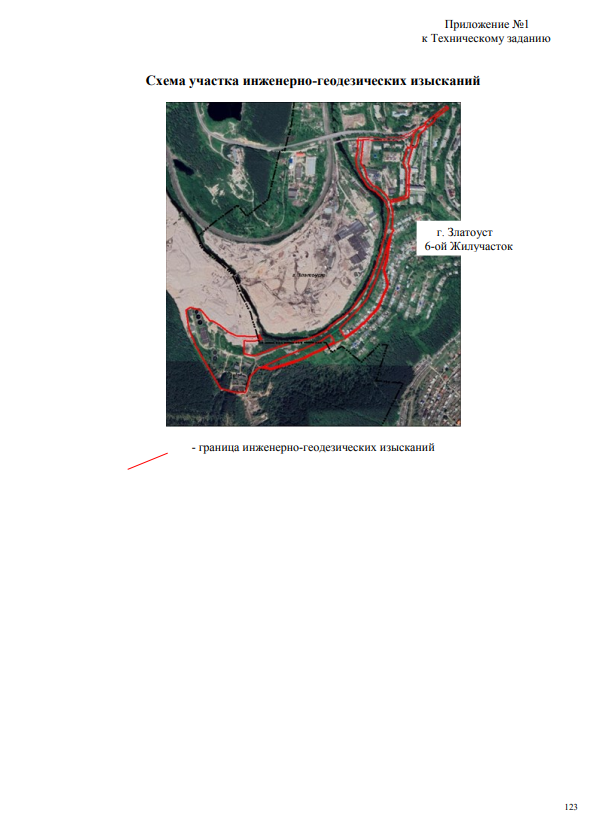 Приложение №1
к Техническому заданию
Схема участка инженерно-геодезических изысканий
г. Златоуст
6-ой Жилучасток
- граница инженерно-геодезических изысканий
123